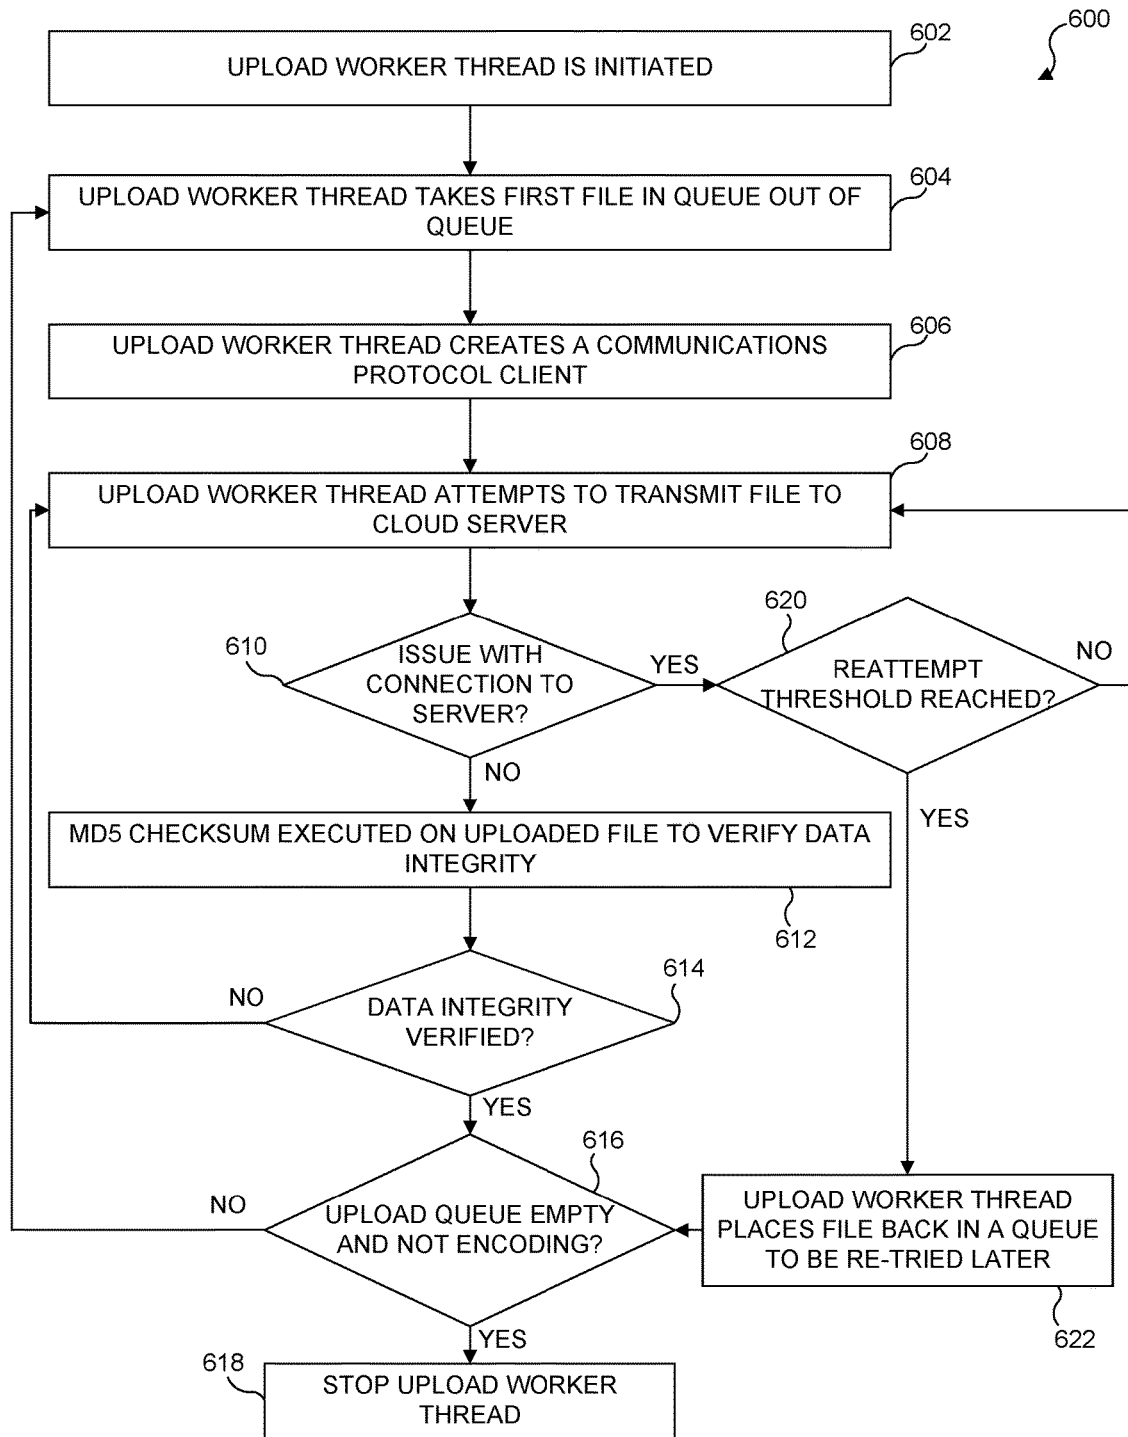 600
602
UPLOAD WORKER THREAD IS INITIATED
604
UPLOAD WORKER THREAD TAKES FIRST FILE IN QUEUE OUT OF
QUEUE
606
UPLOAD WORKER THREAD CREATES A COMMUNICATIONS
PROTOCOL CLIENT
608
UPLOAD WORKER THREAD ATTEMPTS TO TRANSMIT FILE TO
CLOUD SERVER
610
ISSUE WITH
CONNECTION TO
SERVER?
YES
NO
620
REATTEMPT
THRESHOLD REACHED?
NO
YES
MD5 CHECKSUM EXECUTED ON UPLOADED FILE TO VERIFY DATA
INTEGRITY
612
614
DATA INTEGRITY
VERIFIED?
NO
YES
616
UPLOAD QUEUE EMPTY
AND NOT ENCODING?
NO
YES
UPLOAD WORKER THREAD
PLACES FILE BACK IN A QUEUE
TO BE RE-TRIED LATER
622
618
STOP UPLOAD WORKER
THREAD